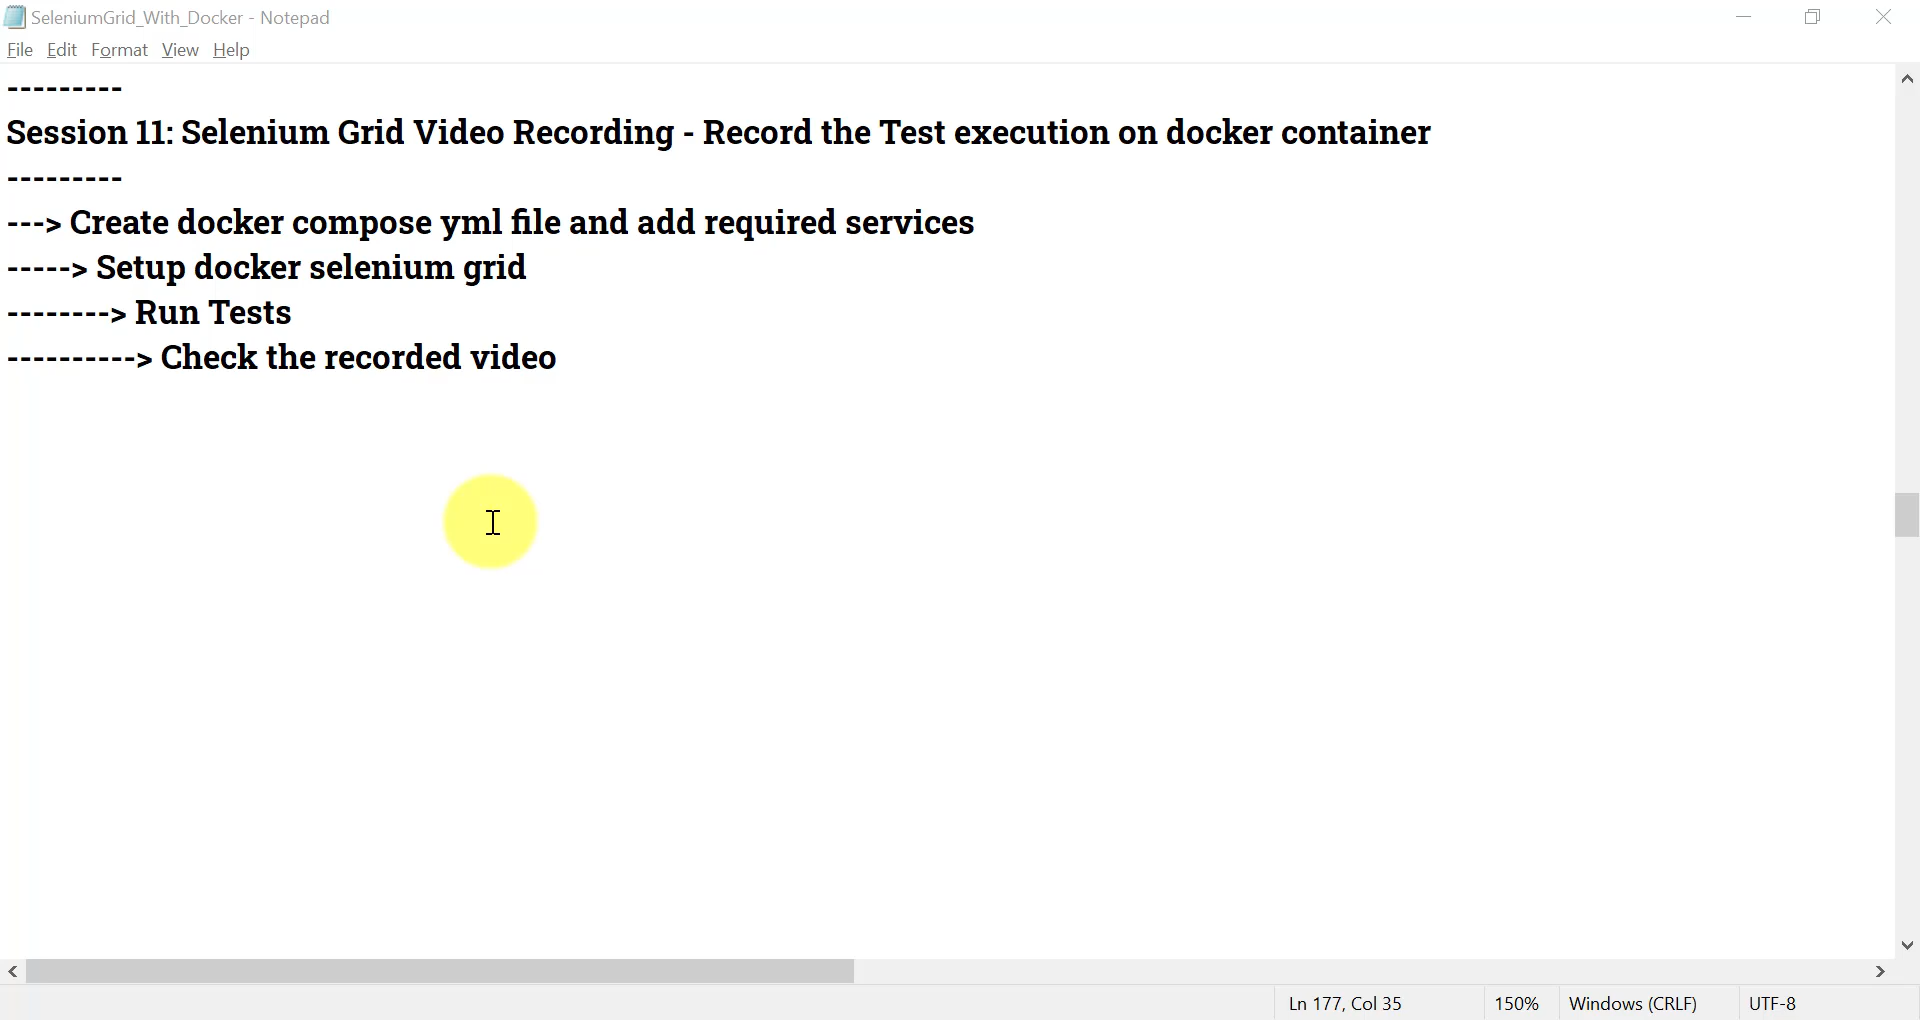 SeleniumGrid_With_Docker - Notepad
File Edit Format View Help
---------
Session 11: Selenium Grid Video Recording - Record the Test execution on docker container
---------
---> Create docker compose yml file and add required services
-----> Setup docker selenium grid
--------> Run Tests
----------> Check the recorded video
Ln 177, Col 35 150% Windows (CRLF) UTF-8